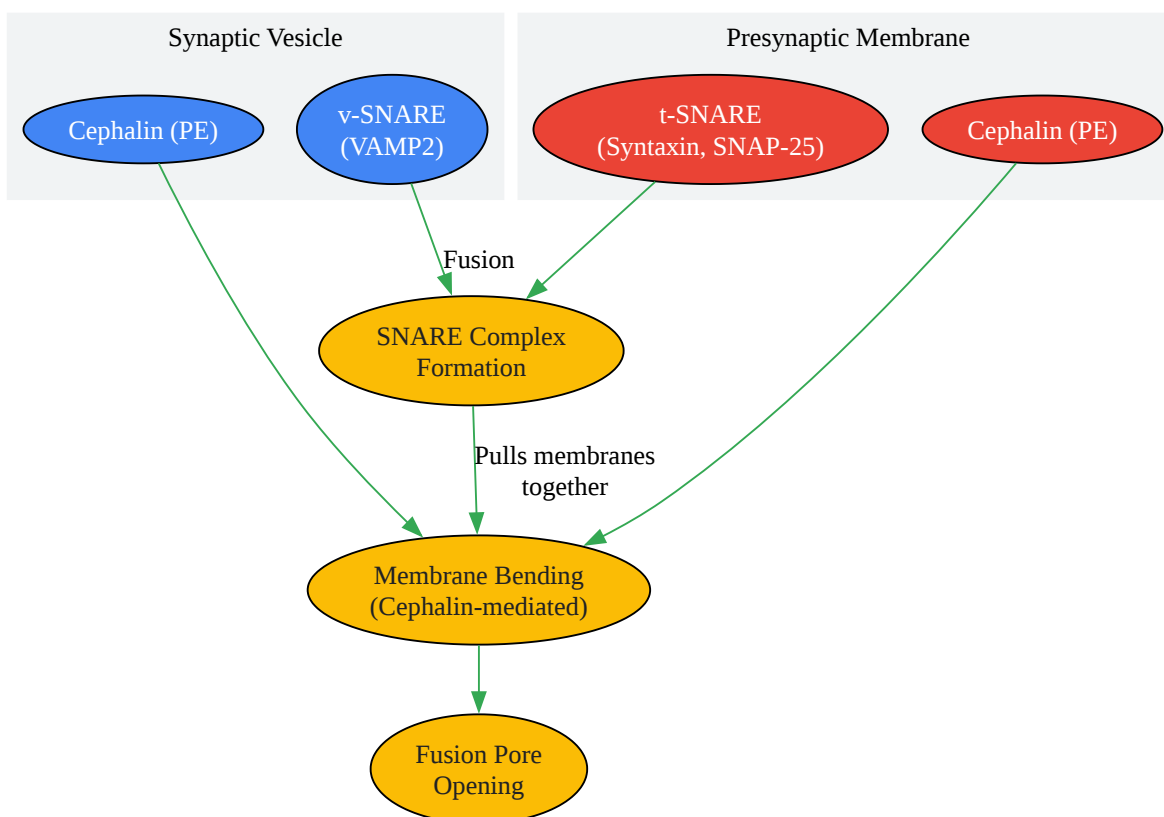 Synaptic Vesicle
Presynaptic Membrane
Cephalin (PE)
v-SNARE
(VAMP2)
t-SNARE
(Syntaxin, SNAP-25)
Cephalin (PE)
Fusion
SNARE Complex
Formation
Pulls membranes
together
Membrane Bending
(Cephalin-mediated)
Fusion Pore
Opening